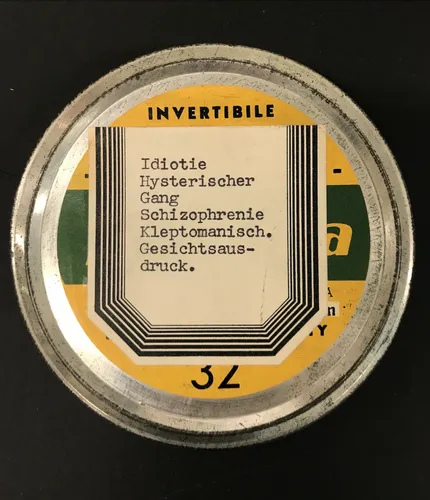 INVERTIBILE
Idiotie
Hysterischer
Gang
Schizophrenie
Kleptomanisch.
Gesichtsaus-
druck.
a
A
m
Y
32